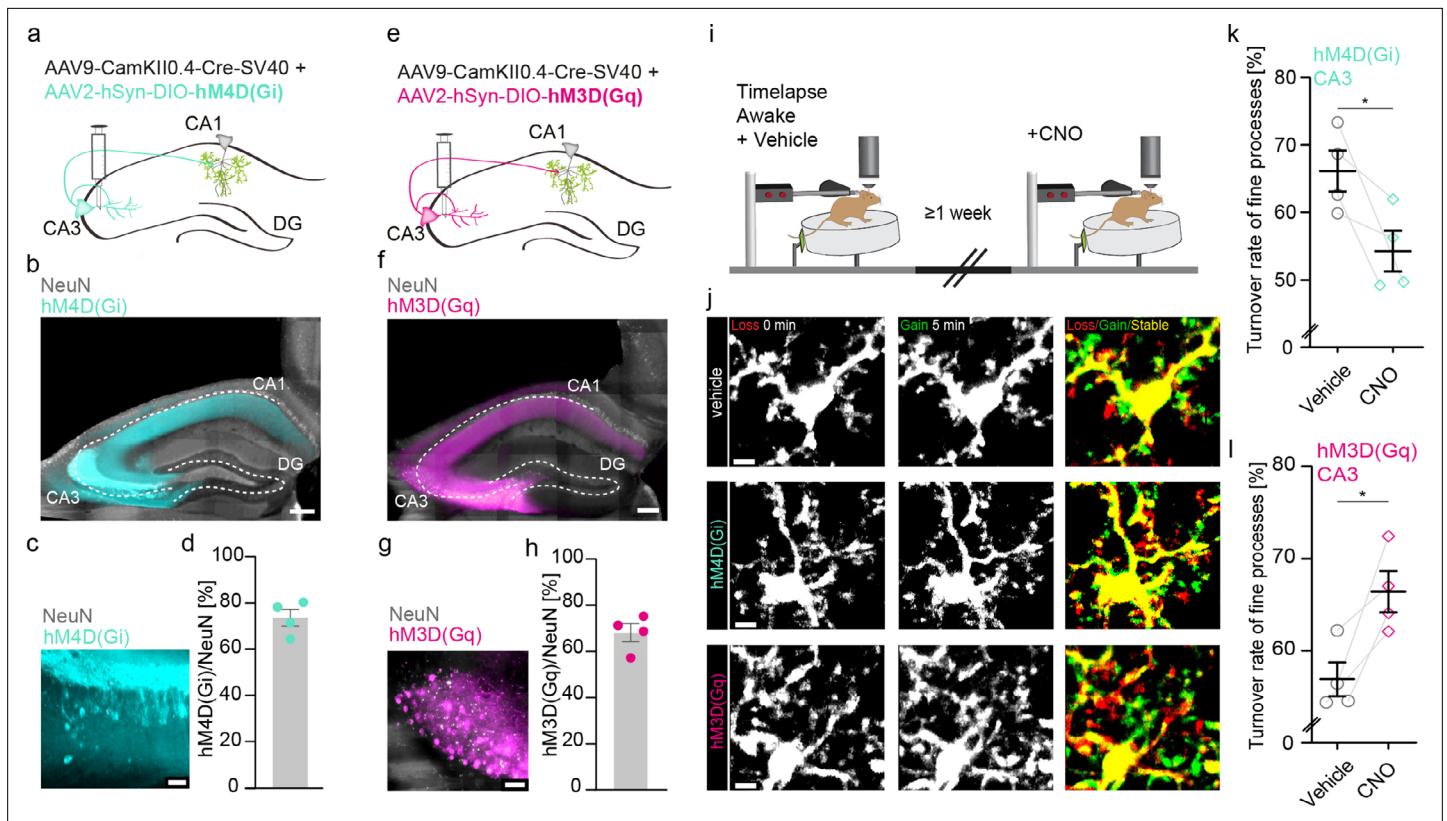 a
AAV9-CamKII0.4-Cre-SV40 +
AAV2-hSyn-DIO-hM4D(Gi)
CA1
CA3
DG
b
NeuN
hM4D(Gi)
CA1
DG
CA3
c
NeuN
hM4D(Gi)
d
hM4D(Gi)/NeuN [%]
100
80
60
40
20
0
e
AAV9-CamKII0.4-Cre-SV40 +
AAV2-hSyn-DIO-hM3D(Gq)
CA1
CA3
DG
f
NeuN
hM3D(Gq)
CA1
DG
CA3
g
NeuN
hM3D(Gq)
h
hM3D(Gq)/NeuN [%]
100
80
60
40
20
0
i
Timelapse
Awake
+ Vehicle
+CNO
≥1 week
j
Loss 0 min
Gain 5 min
Loss/Gain/Stable
vehicle
hM4D(Gi)
hM3D(Gq)
k
hM4D(Gi)
CA3
Turnover rate of fine processes [%]
80
70
60
50
0
*
Vehicle
CNO
l
hM3D(Gq)
CA3
Turnover rate of fine processes [%]
80
70
60
0
*
Vehicle
CNO